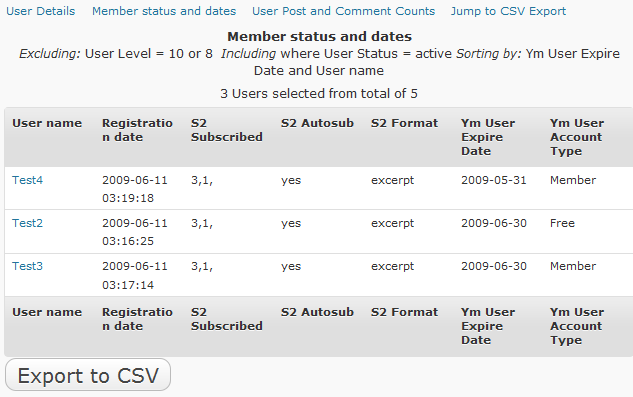 User Details Member status and dates User Post and Comment Counts Jump to CSV Export
Member status and dates
Excluding: User Level = 10 or 8 Including where User Status = active Sorting by: Ym User Expire
Date and User name
3 Users selected from total of 5
User name Registratio S2 S2 Autosub S2 Format Ym User Ym User
n date Subscribed Expire Account
Date Type
Test4 2009-06-11 3,1, yes excerpt 2009-05-31 Member
03:19:18
Test2 2009-06-11 3,1, yes excerpt 2009-06-30 Free
03:16:25
Test3 2009-06-11 3,1, yes excerpt 2009-06-30 Member
03:17:14
User name Registratio S2 S2 Autosub S2 Format Ym User Ym User
n date Subscribed Expire Account
Date Type
Export to CSV